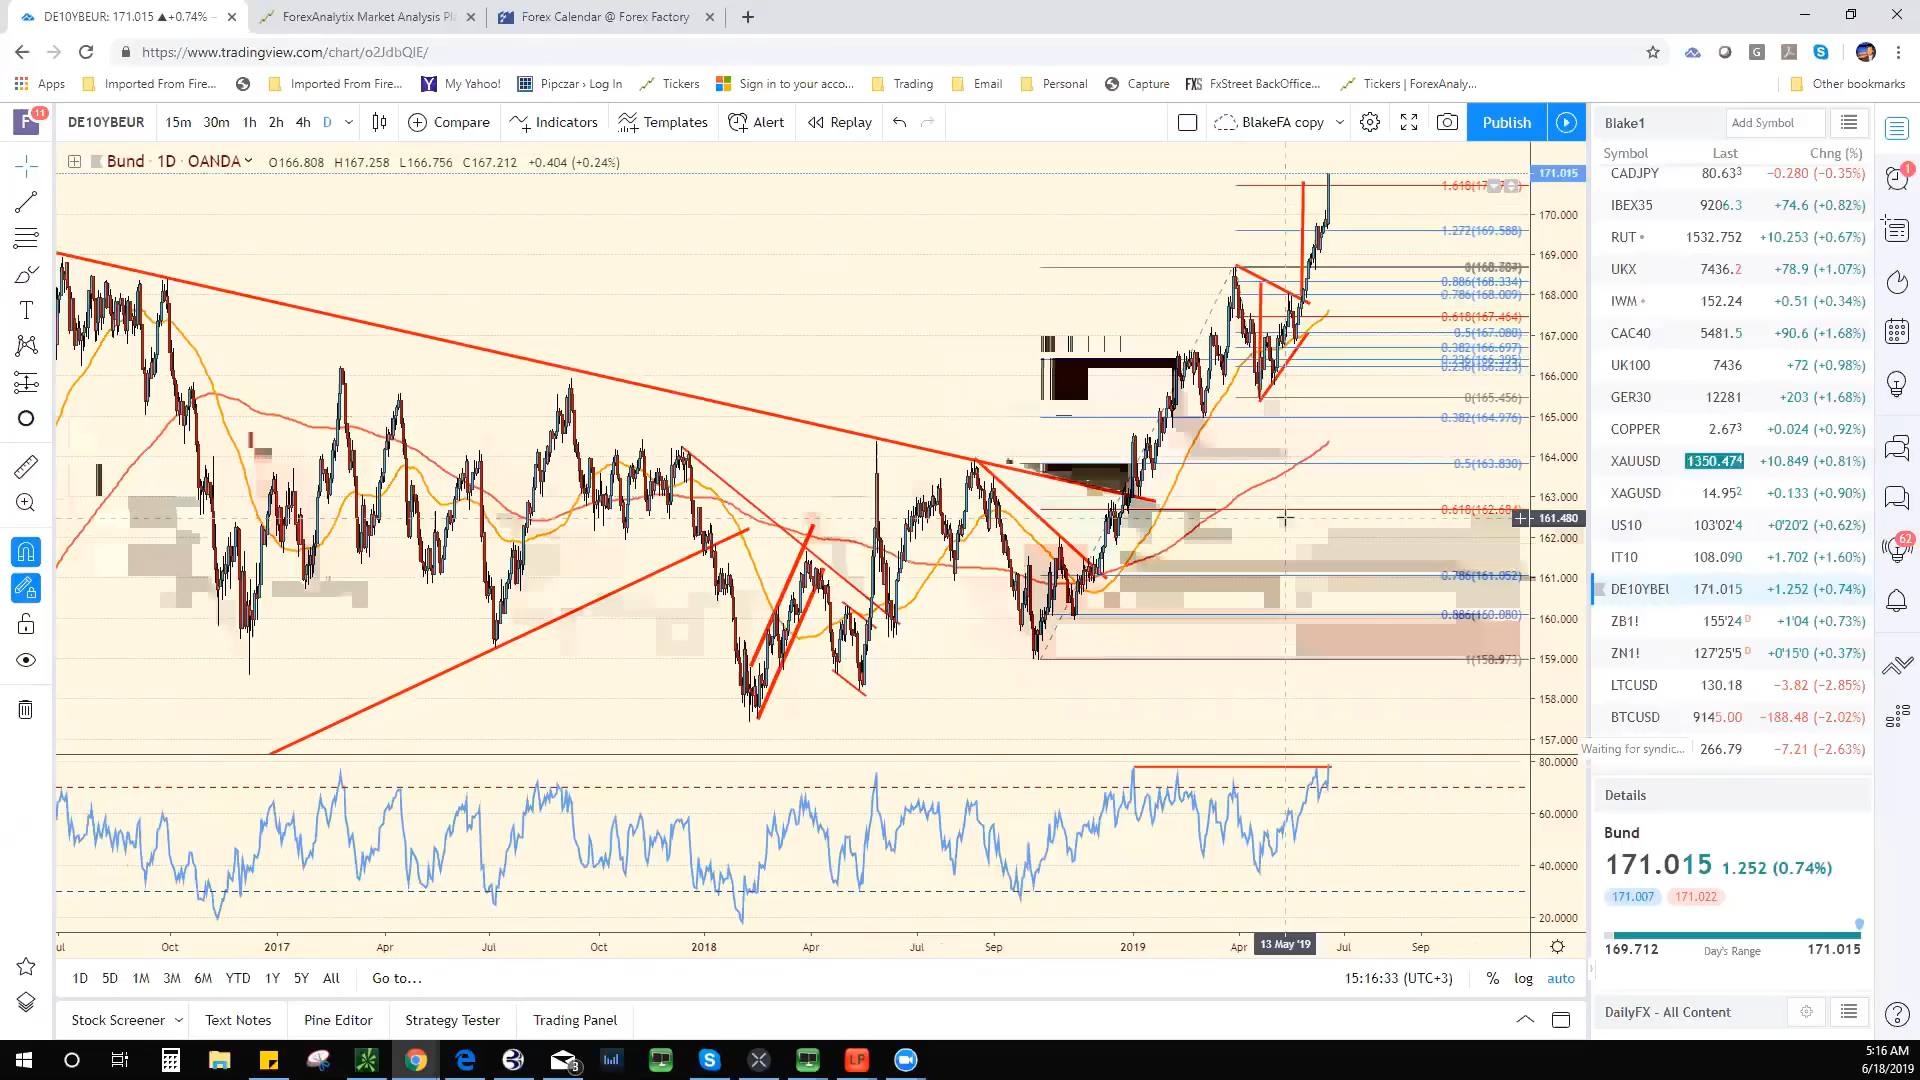 DE10YBEUR: 171.015 ▲+0.74%
ForexAnalytix Market Analysis Pl
Forex Calendar @ Forex Factory
https://www.tradingview.com/chart/o2JdbQlE/
Apps
Imported From Fire...
Imported From Fire...
My Yahoo!
Pipczar › Log In
Tickers
Sign in to your acco...
Trading
Email
Personal
Capture
FXS FxStreet BackOffice...
Tickers | ForexAnaly...
Other bookmarks
F 11
DE10YBEUR 15m 30m 1h 2h 4h D
Compare
Indicators
Templates
Alert
Replay
BlakeFA copy
Publish
Blake1
Add Symbol
Bund · 1D · OANDA O166.808 H167.258 L166.756 C167.212 +0.404 (+0.24%)
Symbol Last Chng (%)
CADJPY 80.633 −0.280 (−0.35%)
IBEX35 9206.3 +74.6 (+0.82%)
RUT 1532.752 +10.253 (+0.67%)
UKX 7436.2 +78.9 (+1.07%)
IWM 152.24 +0.51 (+0.34%)
CAC40 5481.5 +90.6 (+1.68%)
UK100 7436 +72 (+0.98%)
GER30 12281 +203 (+1.68%)
COPPER 2.673 +0.024 (+0.92%)
XAUUSD 1350.474 +10.849 (+0.81%)
XAGUSD 14.952 +0.133 (+0.90%)
US10 103'02'4 +0'20'2 (+0.62%)
IT10 108.090 +1.702 (+1.60%)
DE10YBEU 171.015 +1.252 (+0.74%)
ZB1! 155'24 D +1'04 (+0.73%)
ZN1! 127'25'5 D +0'15'0 (+0.37%)
LTCUSD 130.18 −3.82 (−2.85%)
BTCUSD 9145.00 −188.48 (−2.02%)
Waiting for syndic... 266.79 −7.21 (−2.63%)
1
62
171.015
170.000
169.000
168.000
167.000
166.000
165.000
164.000
163.000
161.480
162.000
161.000
160.000
159.000
158.000
157.000
80.0000
60.0000
40.0000
20.0000
1.272(169.588)
0.886(168.334)
0.786(168.009)
0.618(167.464)
0.5(167.080)
0.382(166.697)
0.236(166.223)
0(165.456)
0.382(164.976)
0.5(163.830)
0.618(162.684)
0.786(161.052)
0.886(160.080)
1(158.973)
Oct 2017 Apr Jul Oct 2018 Apr Jul Sep 2019 Apr 13 May '19 Jul Sep
1D 5D 1M 3M 6M YTD 1Y 5Y All Go to...
15:16:33 (UTC+3) % log auto
Stock Screener Text Notes Pine Editor Strategy Tester Trading Panel
Details
Bund
171.015 1.252 (0.74%)
171.007 171.022
169.712 Day's Range 171.015
DailyFX - All Content
3
LP
5:16 AM
6/18/2019